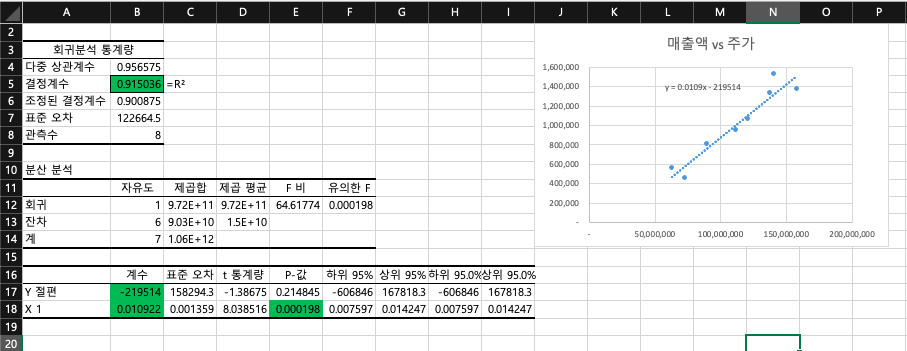 A B C D E F G H I J K L M N O P
2
3 회귀분석 통계량
4 다중 상관계수 0.956575
5 결정계수 0.915036 =R²
6 조정된 결정계수 0.900875
7 표준 오차 122664.5
8 관측수 8
9
10 분산 분석
11 자유도 제곱합 제곱 평균 F 비 유의한 F
12 회귀 1 9.72E+11 9.72E+11 64.61774 0.000198
13 잔차 6 9.03E+10 1.5E+10
14 계 7 1.06E+12
15
16 계수 표준 오차 t 통계량 P-값 하위 95% 상위 95% 하위 95.0% 상위 95.0%
17 Y 절편 -219514 158294.3 -1.38675 0.214845 -606846 167818.3 -606846 167818.3
18 X 1 0.010922 0.001359 8.038516 0.000198 0.007597 0.014247 0.007597 0.014247
19
20
매출액 vs 주가
1,600,000
1,400,000
1,200,000
1,000,000
800,000
600,000
400,000
200,000
-
y = 0.0109x - 219514
- 50,000,000 100,000,000 150,000,000 200,000,000